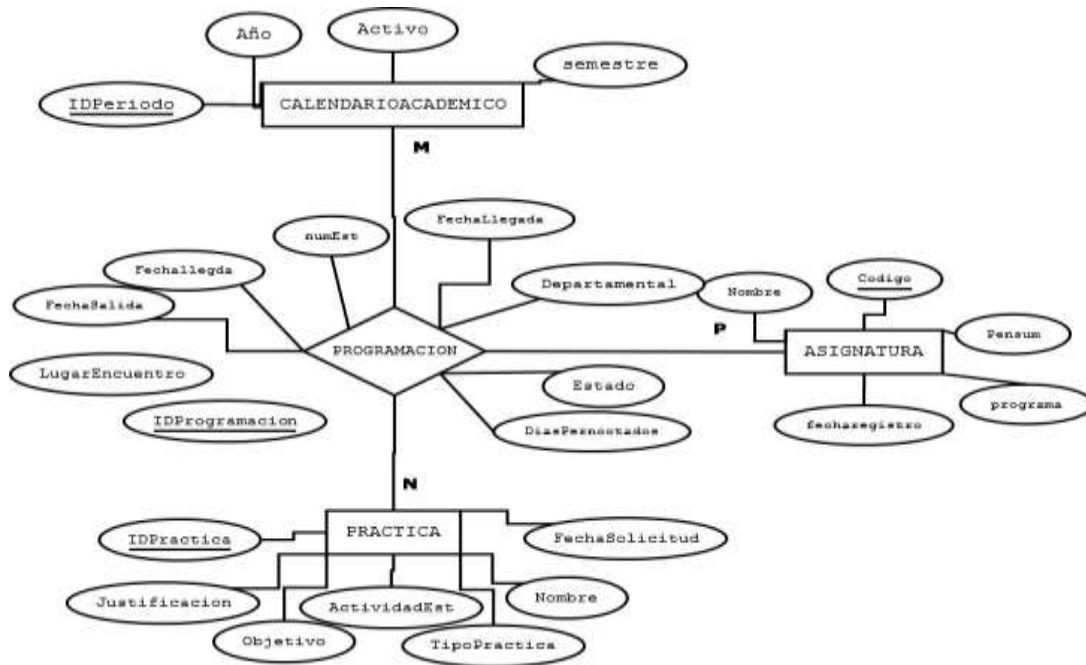 Año
Activo
semestre
IDPeriodo
CALENDARIOACADEMICO
M
FechaLlegada
numEst
Fechallegda
Departamental
Nombre
Codigo
FechaSalida
P
Pensum
PROGRAMACION
ASIGNATURA
LugarEncuentro
Estado
programa
IDProgramacion
DiasPernoctados
fecharegistro
N
PRACTICA
IDPractica
FechaSolicitud
Justificacion
ActividadEst
Nombre
Objetivo
TipoPractica